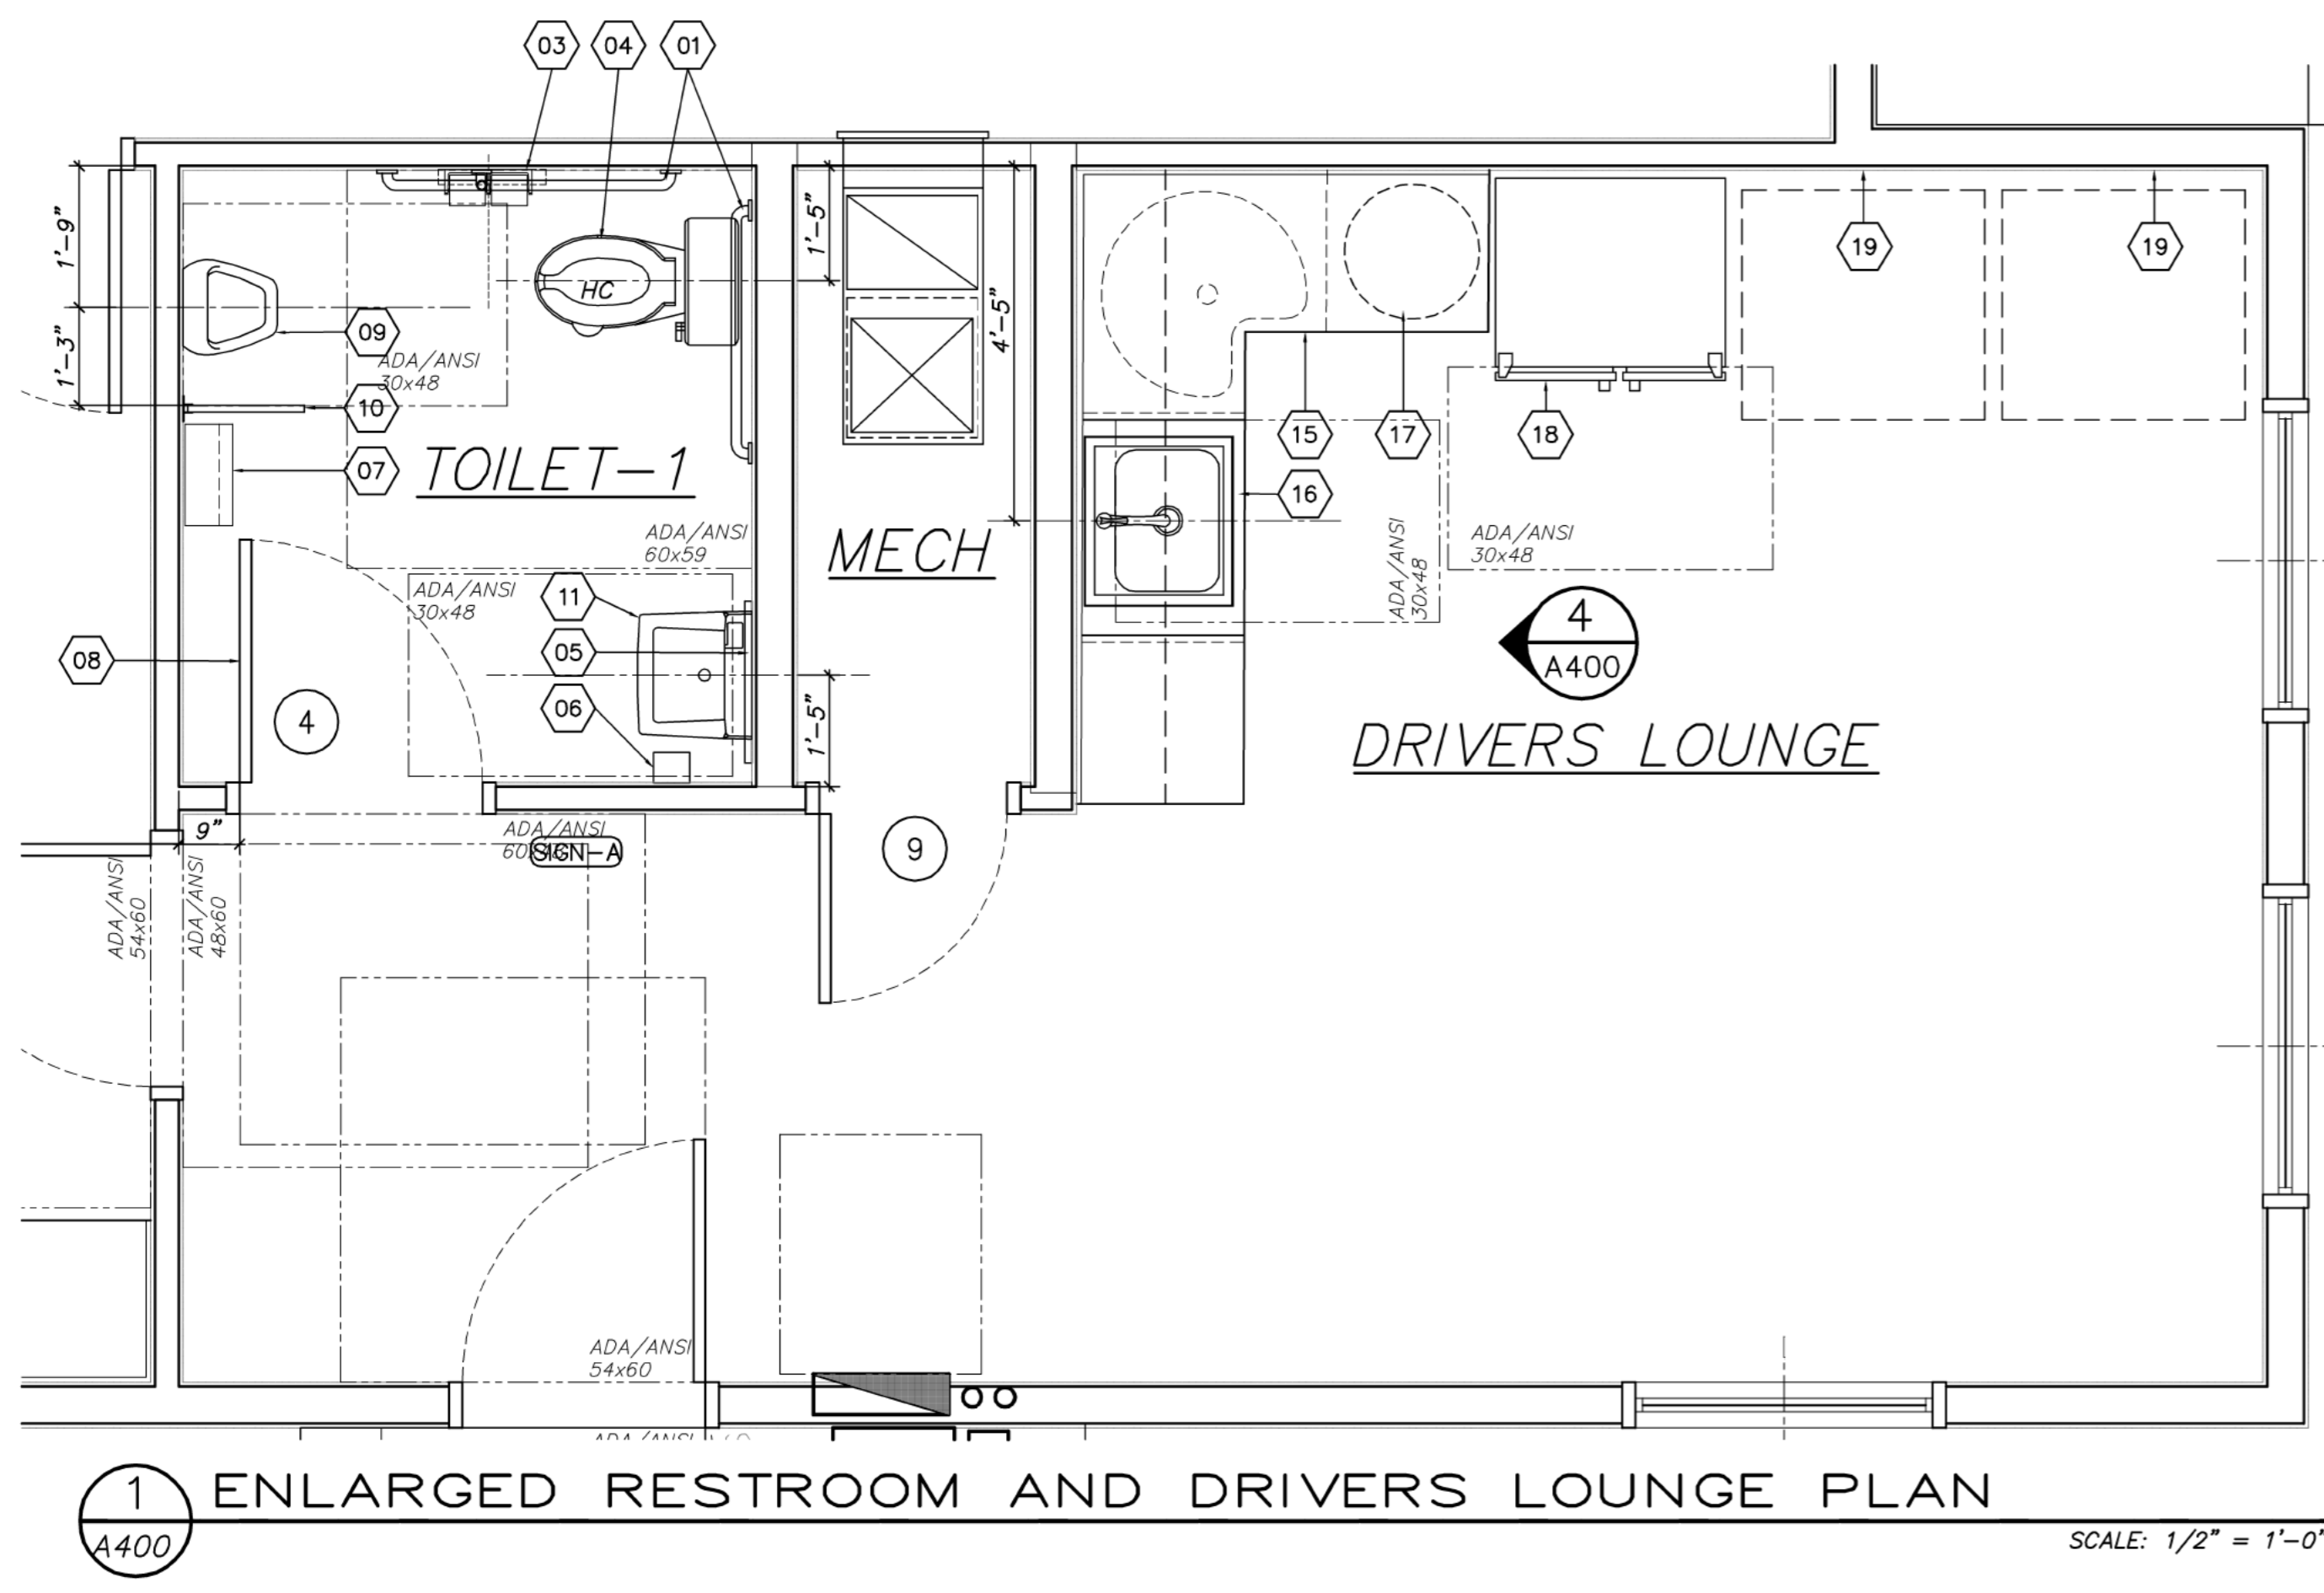 03
04
01
1'-9"
1'-5"
19
19
HC
4'-5"
09
1'-3"
ADA/ANSI
30x48
10
15
17
18
07
TOILET-1
16
ADA/ANSI
60x59
MECH
ADA/ANSI
30x48
ADA/ANSI
30x48
ADA/ANSI
30x48
11
4
A400
08
05
06
4
1'-5"
DRIVERS LOUNGE
9"
ADA/ANSI
SIGN-A
9
ADA/ANSI
54x60
ADA/ANSI
48x60
ADA/ANSI
54x60
1
A400
ENLARGED RESTROOM AND DRIVERS LOUNGE PLAN
SCALE: 1/2" = 1'-0"